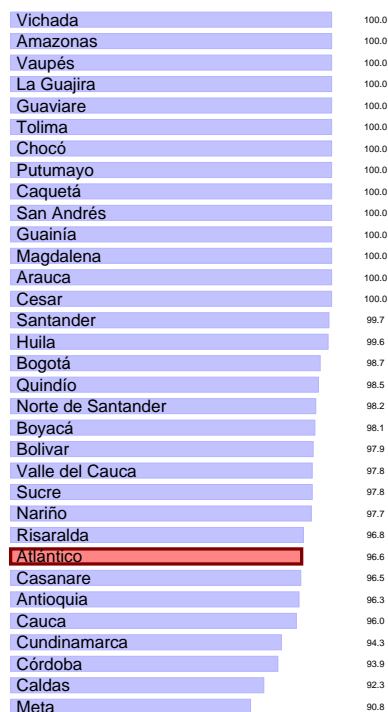 Vichada 100.0
Amazonas 100.0
Vaupés 100.0
La Guajira 100.0
Guaviare 100.0
Tolima 100.0
Chocó 100.0
Putumayo 100.0
Caquetá 100.0
San Andrés 100.0
Guainía 100.0
Magdalena 100.0
Arauca 100.0
Cesar 100.0
Santander 99.7
Huila 99.6
Bogotá 98.7
Quindío 98.5
Norte de Santander 98.2
Boyacá 98.1
Bolivar 97.9
Valle del Cauca 97.8
Sucre 97.8
Nariño 97.7
Risaralda 96.8
Atlántico 96.6
Casanare 96.5
Antioquia 96.3
Cauca 96.0
Cundinamarca 94.3
Córdoba 93.9
Caldas 92.3
Meta 90.8